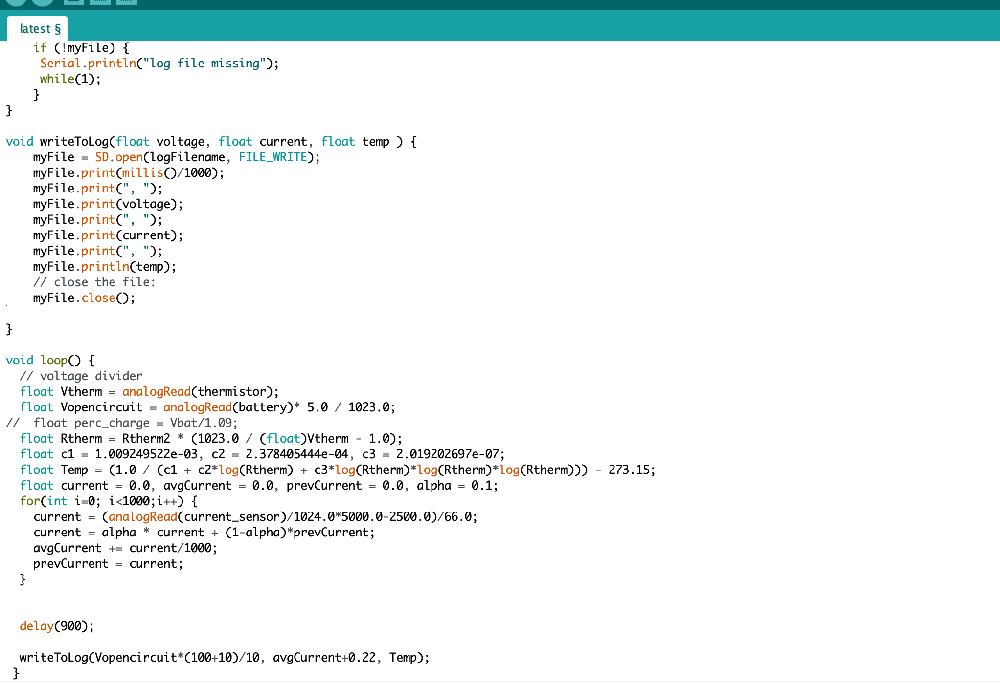 latest §
if (!myFile) {
Serial.println("log file missing");
while(1);
}
}
void writeToLog(float voltage, float current, float temp ) {
myFile = SD.open(logFilename, FILE_WRITE);
myFile.print(millis()/1000);
myFile.print(", ");
myFile.print(voltage);
myFile.print(", ");
myFile.print(current);
myFile.print(", ");
myFile.println(temp);
// close the file:
myFile.close();
}
void loop() {
// voltage divider
float Vtherm = analogRead(thermistor);
float Vopencircuit = analogRead(battery)* 5.0 / 1023.0;
//  float perc_charge = Vbat/1.09;
float Rtherm = Rtherm2 * (1023.0 / (float)Vtherm - 1.0);
float c1 = 1.009249522e-03, c2 = 2.378405444e-04, c3 = 2.019202697e-07;
float Temp = (1.0 / (c1 + c2*log(Rtherm) + c3*log(Rtherm)*log(Rtherm)*log(Rtherm))) - 273.15;
float current = 0.0, avgCurrent = 0.0, prevCurrent = 0.0, alpha = 0.1;
for(int i=0; i<1000;i++) {
current = (analogRead(current_sensor)/1024.0*5000.0-2500.0)/66.0;
current = alpha * current + (1-alpha)*prevCurrent;
avgCurrent += current/1000;
prevCurrent = current;
}
delay(900);
writeToLog(Vopencircuit*(100+10)/10, avgCurrent+0.22, Temp);
}